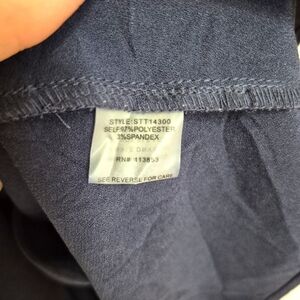 STYLE: STT14300
SELF:97%POLYESTER
3%SPANDEX
RN# 113853
SEE REVERSE FOR CARE